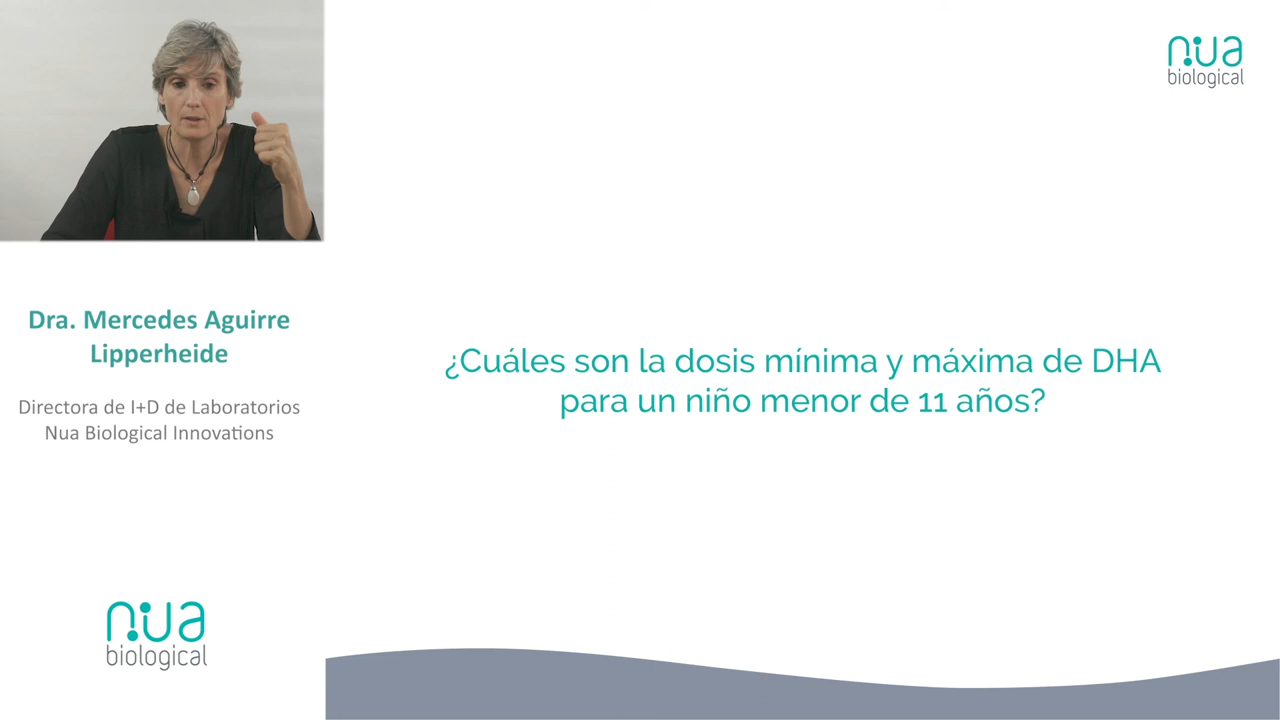 nua
biological
Dra. Mercedes Aguirre
Lipperheide
Directora de I+D de Laboratorios
Nua Biological Innovations
¿Cuáles son la dosis mínima y máxima de DHA
para un niño menor de 11 años?
nua
biological